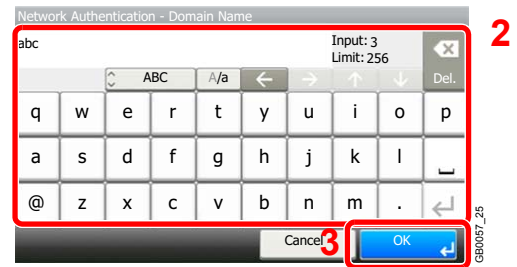 Network Authentication - Domain Name
2
abc
Input: 3
Limit: 256
ABC A/a Del.
q w e r t y u i o p
a s d f g h j k l
@ z x c v b n m .
3
Cancel OK
GB0057_25